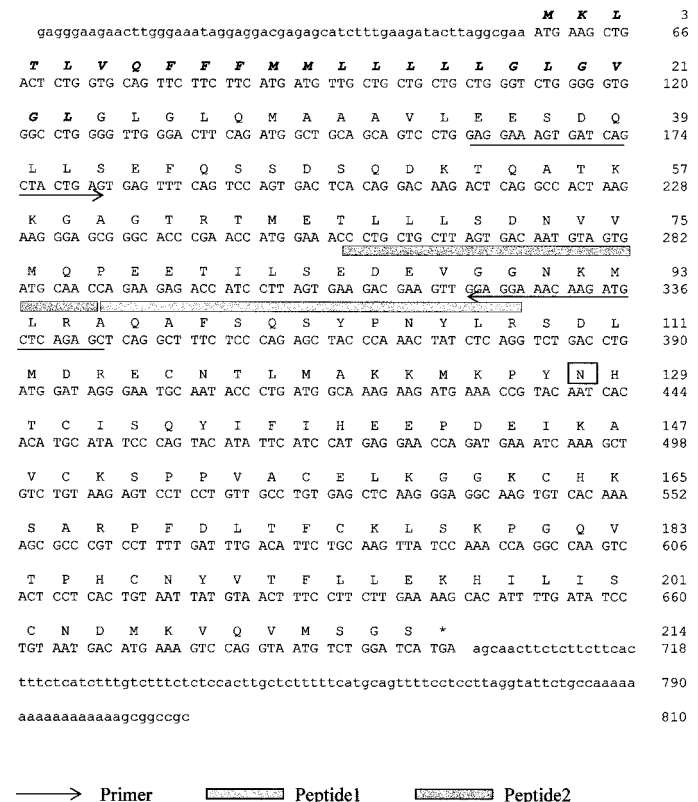 M K L 3
gagggaagaacttgggaaataggaggacgagagcatctttgaagatacttaggcgaa ATG AAG CTG 66
T L V Q F F F M M L L L L G L G V 21
ACT CTG GTG CAG TTC TTC TTC ATG ATG TTG CTG CTG CTG CTG GGT CTG GGG GTG 120
G L G L G L Q M A A A V L E E S D Q 39
GGC CTG GGG TTG GGA CTT CAG ATG GCT GCA GCA GTC CTG GAG GAA AGT GAT CAG 174
L L S E F Q S S D S Q D K T Q A T K 57
CTA CTG AGT GAG TTT CAG TCC AGT GAC TCA CAG GAC AAG ACT CAG GCC ACT AAG 228
K G A G T R T M E T L L L S D N V V 75
AAG GGA GCG GGC ACC CGA ACC ATG GAA ACC CTG CTG CTT AGT GAC AAT GTA GTG 282
M Q P E E T I L S E D E V G G N K M 93
ATG CAA CCA GAA GAG ACC ATC CTT AGT GAA GAC GAA GTT GGA GGA AAC AAG ATG 336
L R A Q A F S Q S Y P N Y L R S D L 111
CTC AGA GCT CAG GCT TTC TCC CAG AGC TAC CCA AAC TAT CTC AGG TCT GAC CTG 390
M D R E C N T L M A K K M K P Y N H 129
ATG GAT AGG GAA TGC AAT ACC CTG ATG GCA AAG AAG ATG AAA CCG TAC AAT CAC 444
T C I S Q Y I F I H E E P D E I K A 147
ACA TGC ATA TCC CAG TAC ATA TTC ATC CAT GAG GAA CCA GAT GAA ATC AAA GCT 498
V C K S P P V A C E L K G G K C H K 165
GTC TGT AAG AGT CCT CCT GTT GCC TGT GAG CTC AAG GGA GGC AAG TGT CAC AAA 552
S A R P F D L T F C K L S K P G Q V 183
AGC GCC CGT CCT TTT GAT TTG ACA TTC TGC AAG TTA TCC AAA CCA GGC CAA GTC 606
T P H C N Y V T F L L E K H I L I S 201
ACT CCT CAC TGT AAT TAT GTA ACT TTC CTT CTT GAA AAG CAC ATT TTG ATA TCC 660
C N D M K V Q V M S G S * 214
TGT AAT GAC ATG AAA GTC CAG GTA ATG TCT GGA TCA TGA agcaacttctcttcttcac 718
tttctcatctttgtctttctctccacttgctctttttcatgcagttttcctccttaggtattctgccaaaaa 790
aaaaaaaaaaaaagcggccgc 810
Primer Peptide1 Peptide2